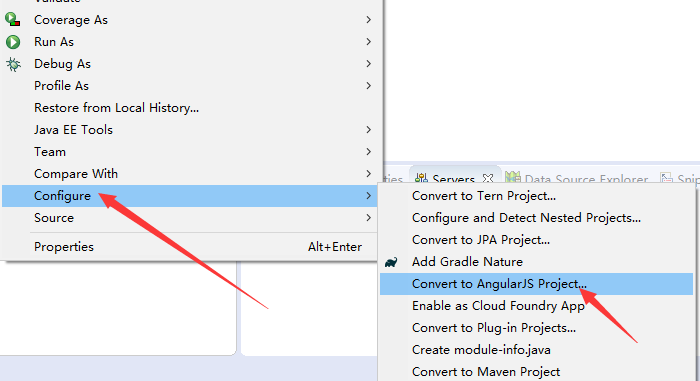 Validate
Coverage As
Run As
Debug As
Profile As
Restore from Local History...
Java EE Tools
Team
Compare With
Configure
Source
Properties Alt+Enter
Servers Data Source Explorer
Convert to Tern Project...
Configure and Detect Nested Projects...
Convert to JPA Project...
Add Gradle Nature
Convert to AngularJS Project...
Enable as Cloud Foundry App
Convert to Plug-in Projects...
Create module-info.java
Convert to Maven Project